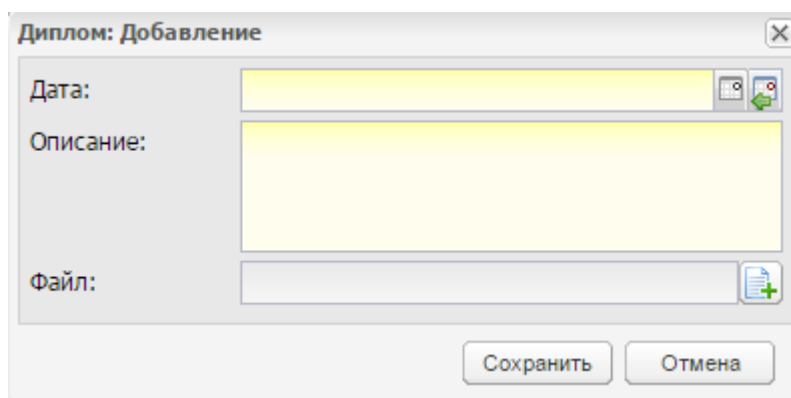 Диплом: Добавление
Дата:
Описание:
Файл:
Сохранить Отмена